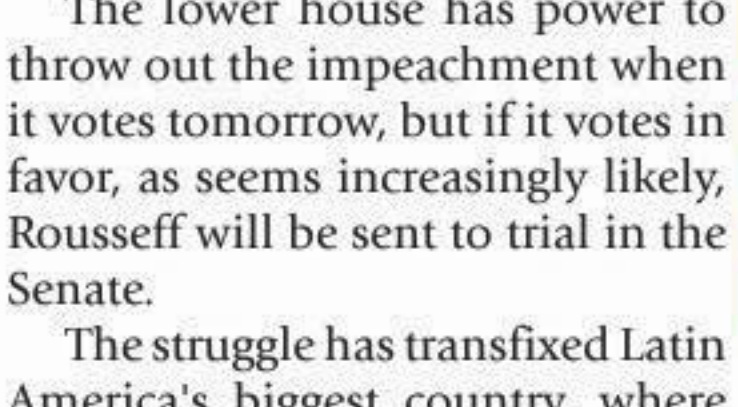 The lower house has power to
throw out the impeachment when
it votes tomorrow, but if it votes in
favor, as seems increasingly likely,
Rousseff will be sent to trial in the
Senate.
The struggle has transfixed Latin
America's biggest country, where